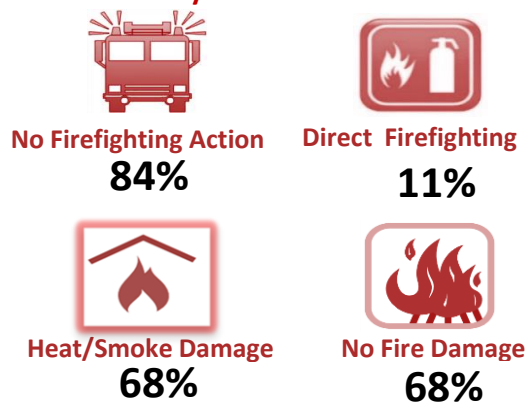 No Firefighting Action
84%
Direct Firefighting
11%
Heat/Smoke Damage
68%
No Fire Damage
68%